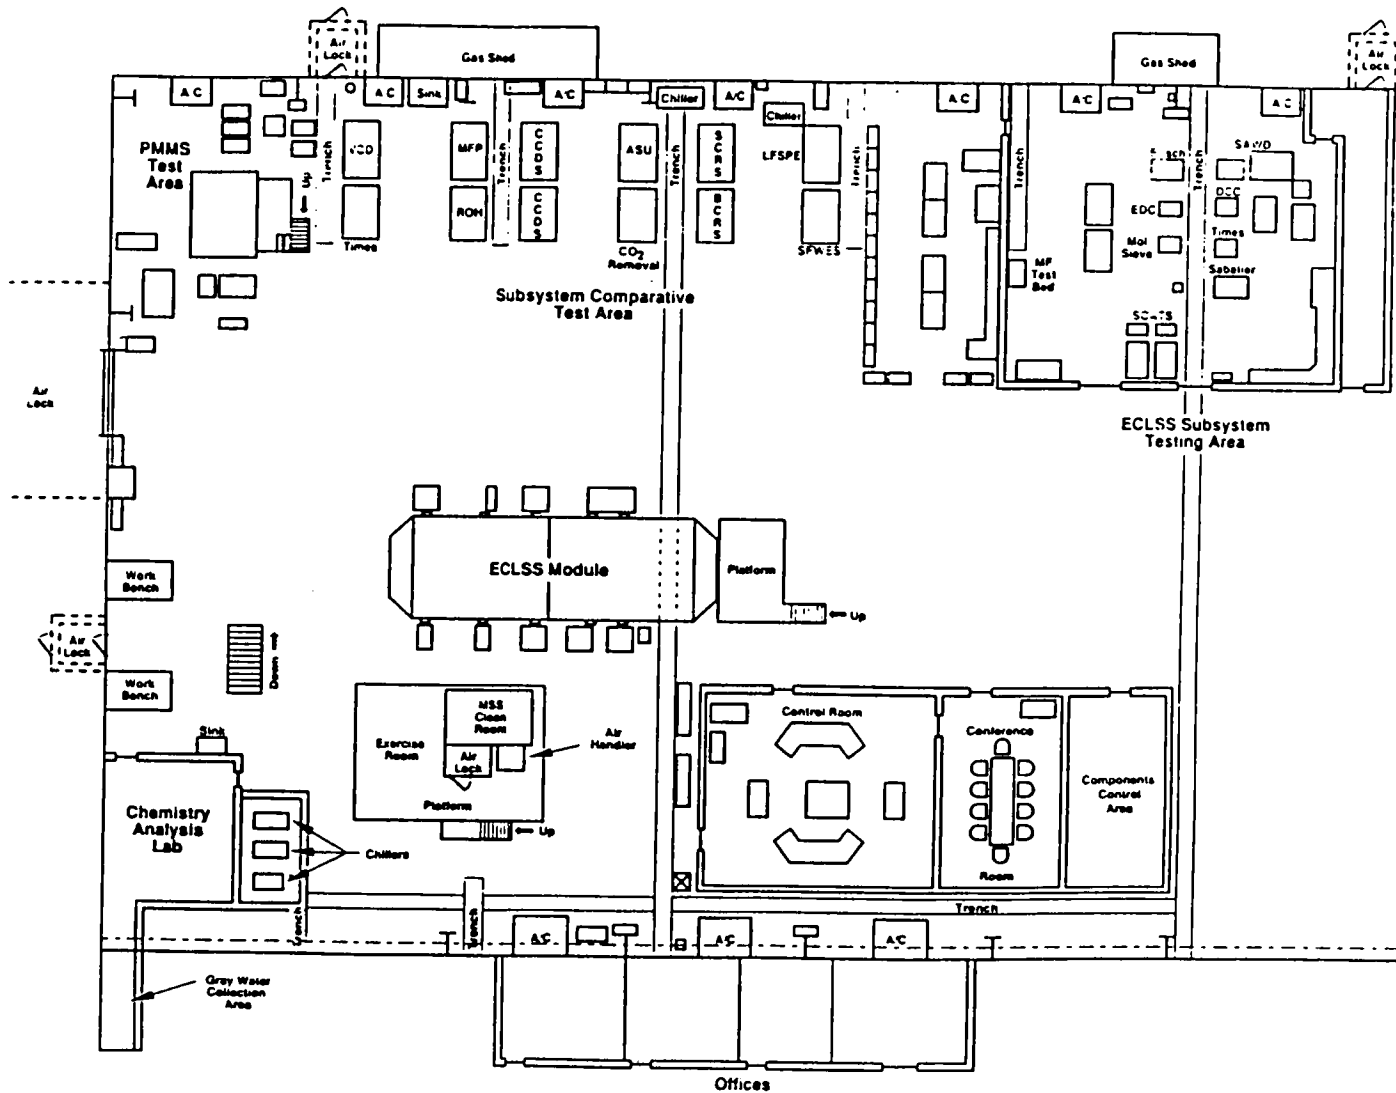 Air
Lock
Gas Shed
Gas Shed
Air
Lock
A/C
A/C
Sink
A/C
Chiller
A/C
A/C
A/C
A/C
Chiller
PMMS
Test
Area
Trench
Up
VCD
Times
MFP
ROM
Trench
CCDS
CCDS
ASU
CO2
Removal
Trench
SCRS
BCRS
LFSPE
SFWES
Trench
Trench
EDC
Mol
Sieve
MF
Test
Bed
Trench
SAWD
Times
Sabatier
Subsystem Comparative
Test Area
ECLSS Subsystem
Testing Area
Air
Lock
ECLSS Module
Platform
Up
Work
Bench
Air
Lock
Work
Bench
Down
Sink
MSS
Clean
Room
Exercise
Room
Air
Lock
Air
Handler
Platform
Up
Control Room
Conference
Room
Components
Control
Area
Chemistry
Analysis
Lab
Chillers
Trench
Trench
Trench
A/C
A/C
A/C
Gray Water
Collection
Area
Offices